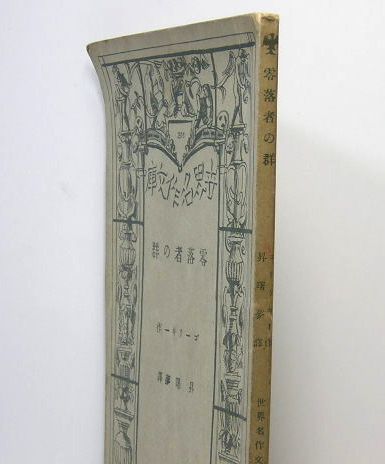 世界名作文庫
零落者の群
ゴーリキー作
昇曙夢譯
零落者の群
昇曙夢譯
世界名作文